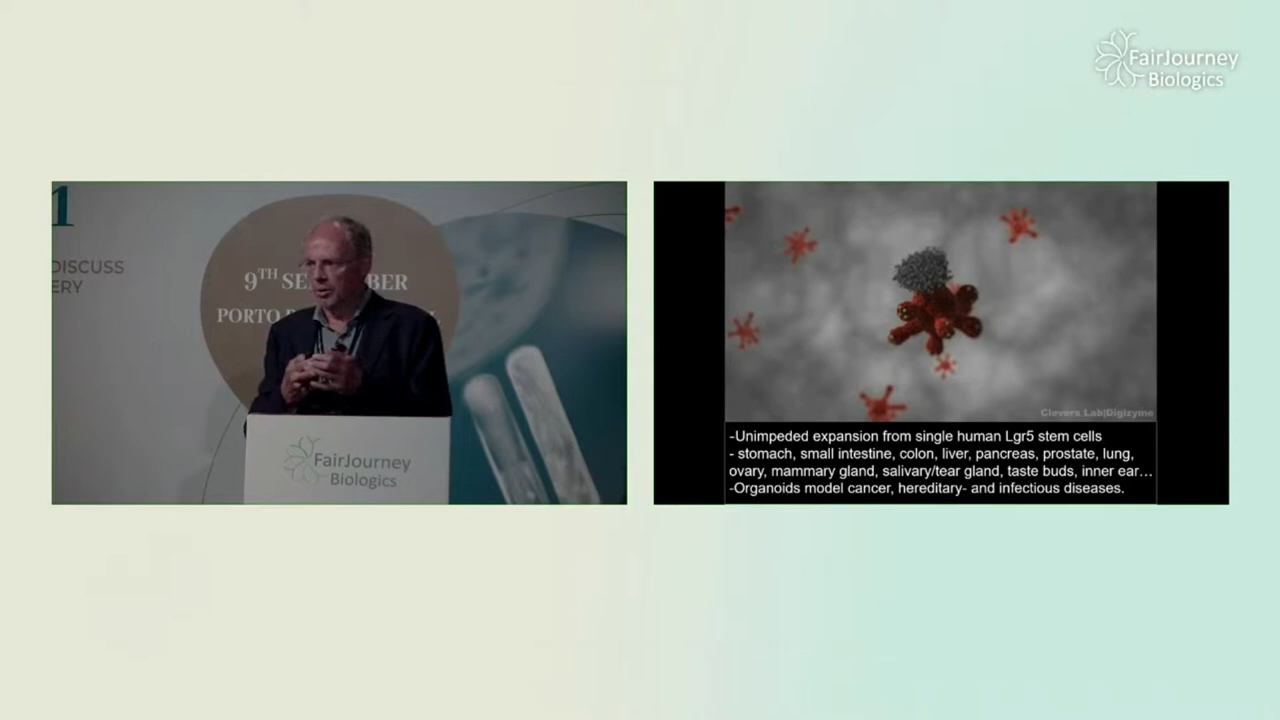 FairJourney
Biologics
1
DISCUSS
ERY
9TH SE BER
PORTO
FairJourney
Biologics
Clevers Lab|Digizyme
-Unimpeded expansion from single human Lgr5 stem cells
- stomach, small intestine, colon, liver, pancreas, prostate, lung,
ovary, mammary gland, salivary/tear gland, taste buds, inner ear…
-Organoids model cancer, hereditary- and infectious diseases.